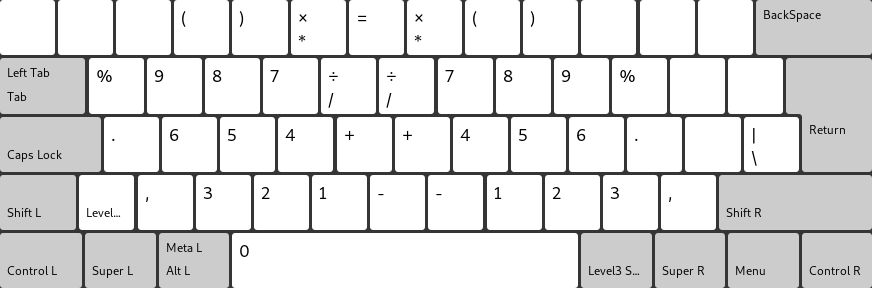 ( ) × = × ( ) BackSpace
* *
Left Tab % 9 8 7 ÷ ÷ 7 8 9 %
Tab / /
. 6 5 4 + + 4 5 6 . | Return
Caps Lock \
, 3 2 1 - - 1 2 3 ,
Shift L Level... Shift R
Meta L 0
Control L Super L Alt L Level3 S... Super R Menu Control R